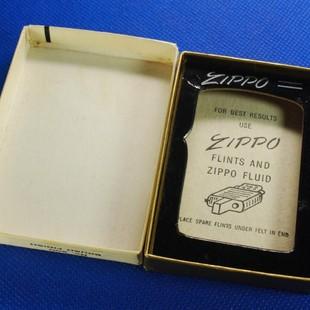 ZIPPO
FOR BEST RESULTS
USE
ZIPPO
FLINTS AND
ZIPPO FLUID
LACE SPARE FLINTS UNDER FELT IN END